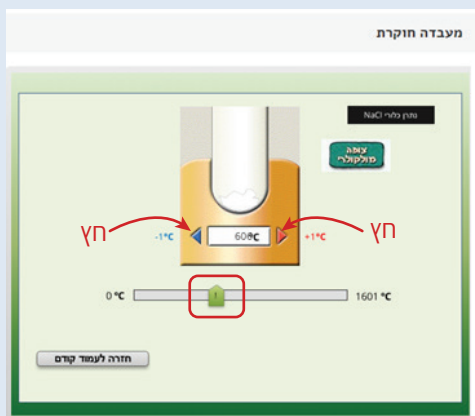 מעבדה חוקרת
נתרן כלורי NaCl
צופה
מולקולרי
חץ
חץ
-1°C
600°C
+1°C
0 °C
1601 °C
חזרה לעמוד קודם